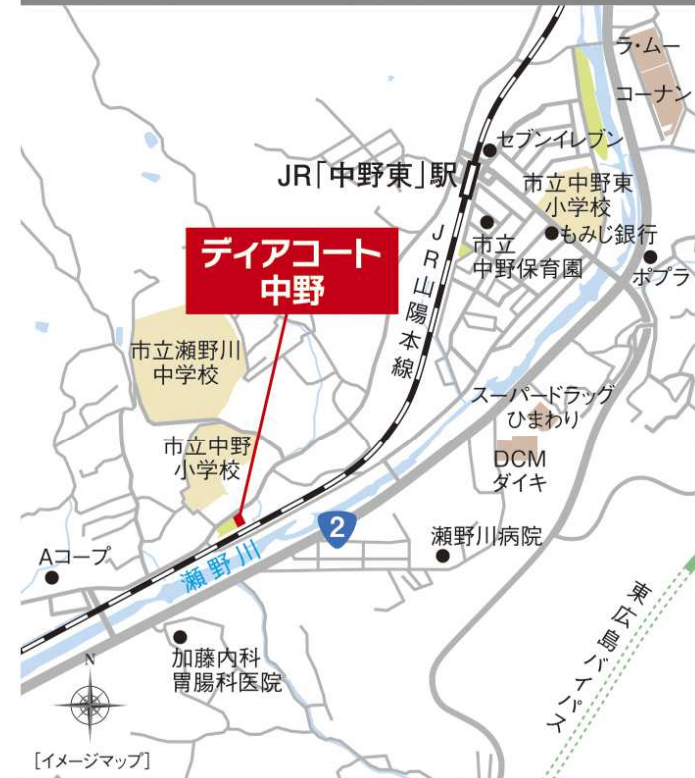 ラ・ムー
コーナン
セブンイレブン
JR「中野東」駅
市立中野東
小学校
もみじ銀行
市立
中野保育園
ポプラ
ディアコート
中野
JR山陽本線
市立瀬野川
中学校
スーパードラッグ
ひまわり
市立中野
小学校
DCM
ダイキ
2
瀬野川病院
Aコープ
瀬野川
東広島バイパス
加藤内科
胃腸科医院
N
[イメージマップ]